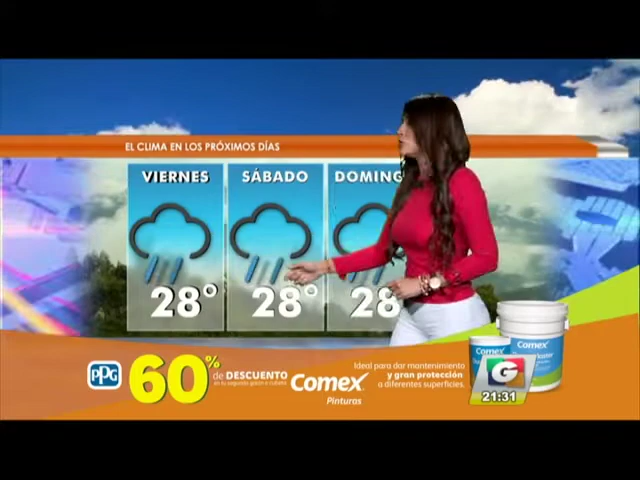 EL CLIMA EN LOS PRÓXIMOS DÍAS
VIERNES
SÁBADO
DOMING
28°
28°
28
PPG
60%
de DESCUENTO
Comex
Pinturas
Ideal para dar mantenimiento
y gran protección
a diferentes superficies.
Comex
Comex
G
21:31